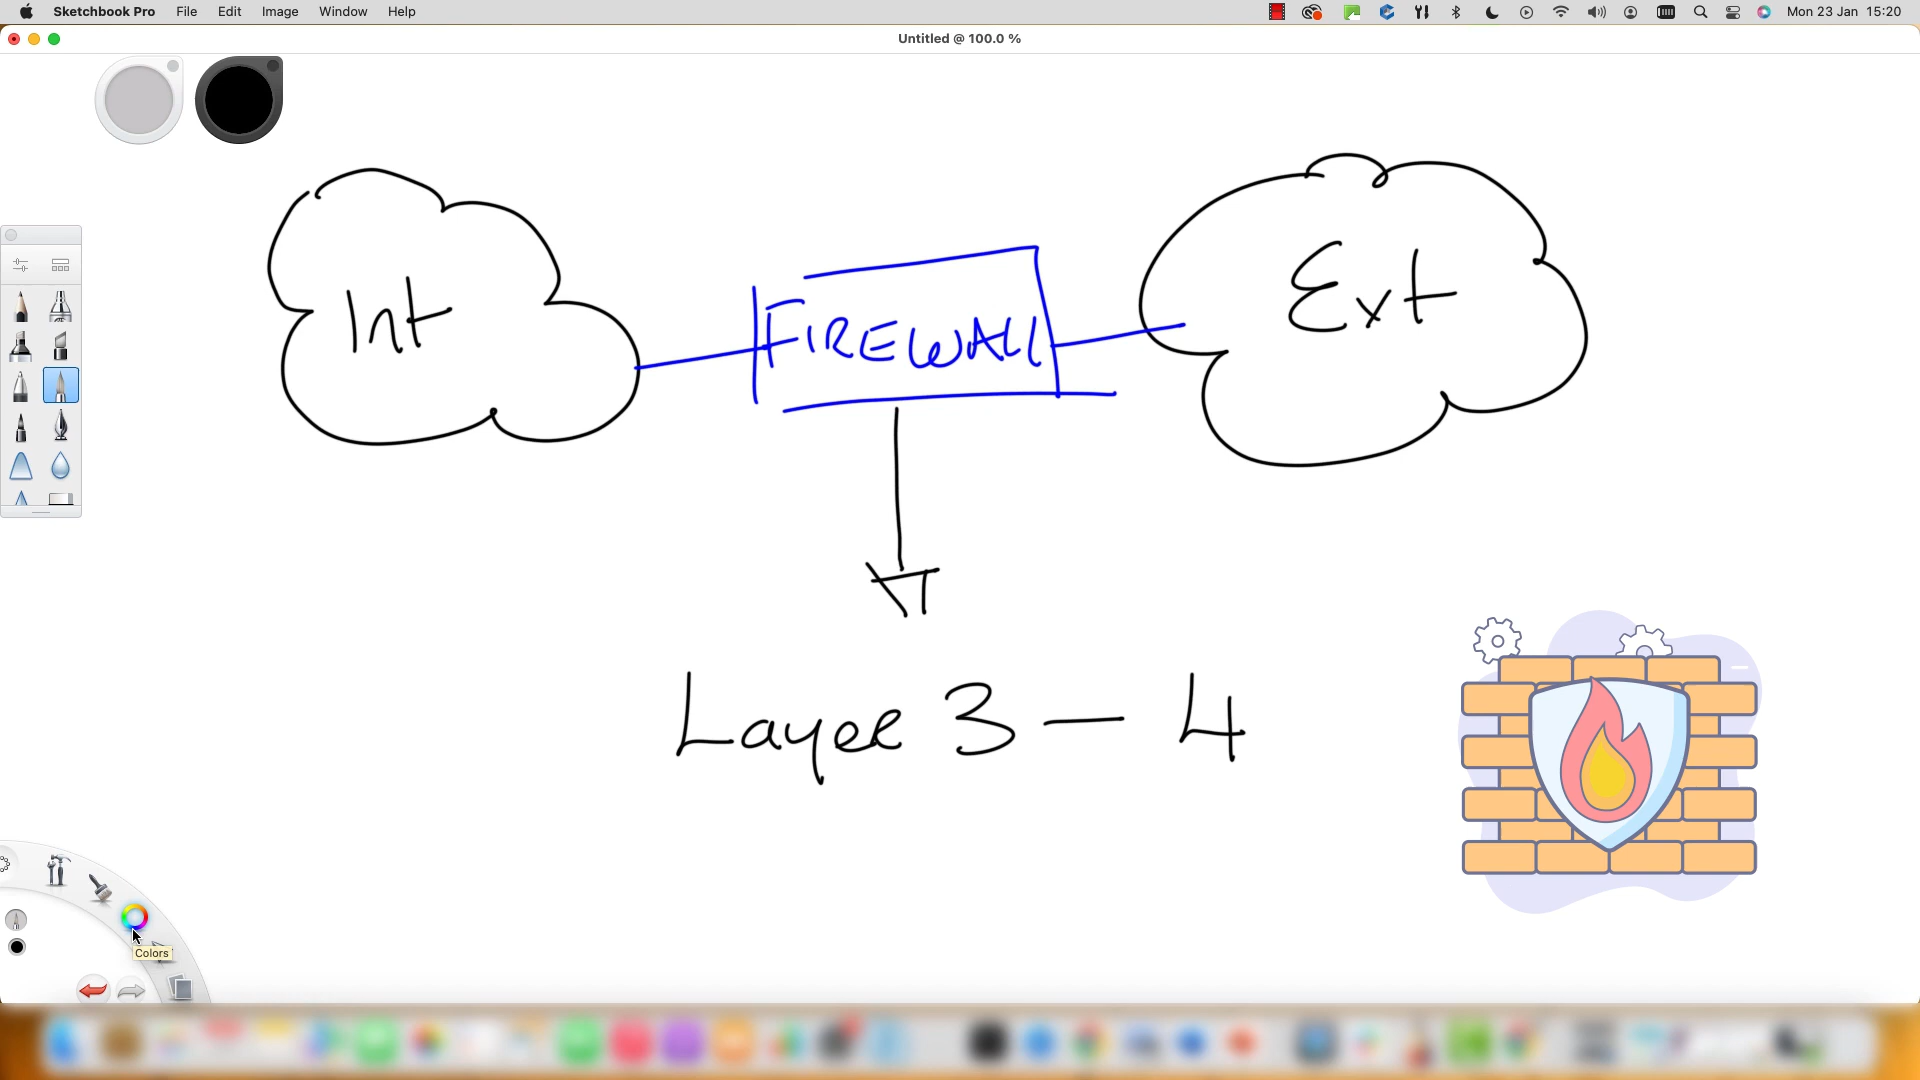 Sketchbook Pro File Edit Image Window Help Mon 23 Jan 15:20
Untitled @ 100.0 %
Int
FIREWALL
Ext
Layer 3 — 4
Colors